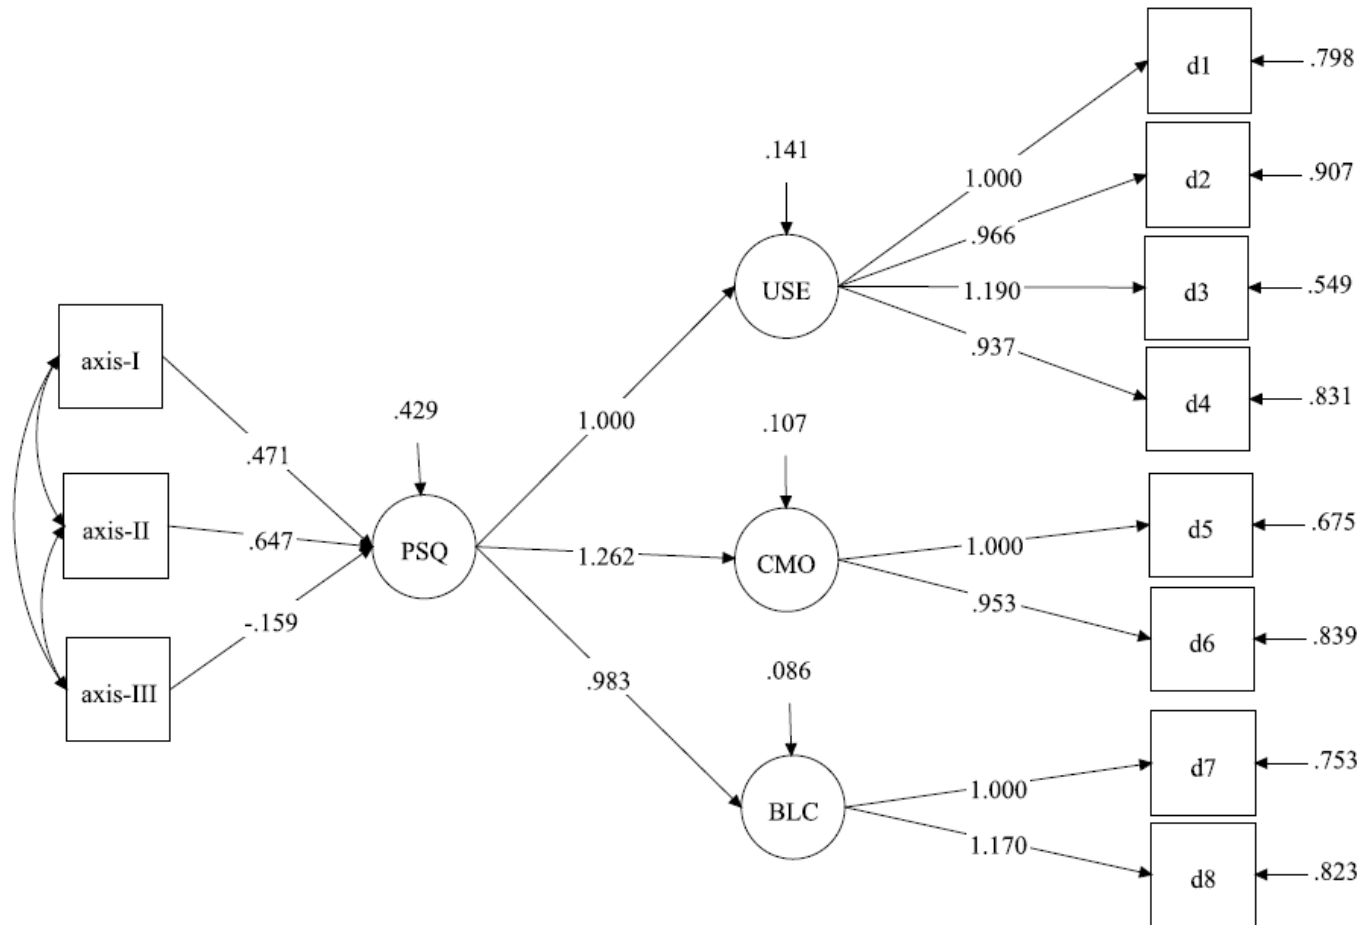 d1
.798
.141
d2
.907
1.000
.966
USE
1.190
d3
.549
.937
axis-I
d4
.831
.429
1.000
.107
.471
d5
.675
axis-II
.647
PSQ
1.262
CMO
1.000
.953
-.159
d6
.839
.086
.983
axis-III
d7
.753
1.000
BLC
1.170
d8
.823